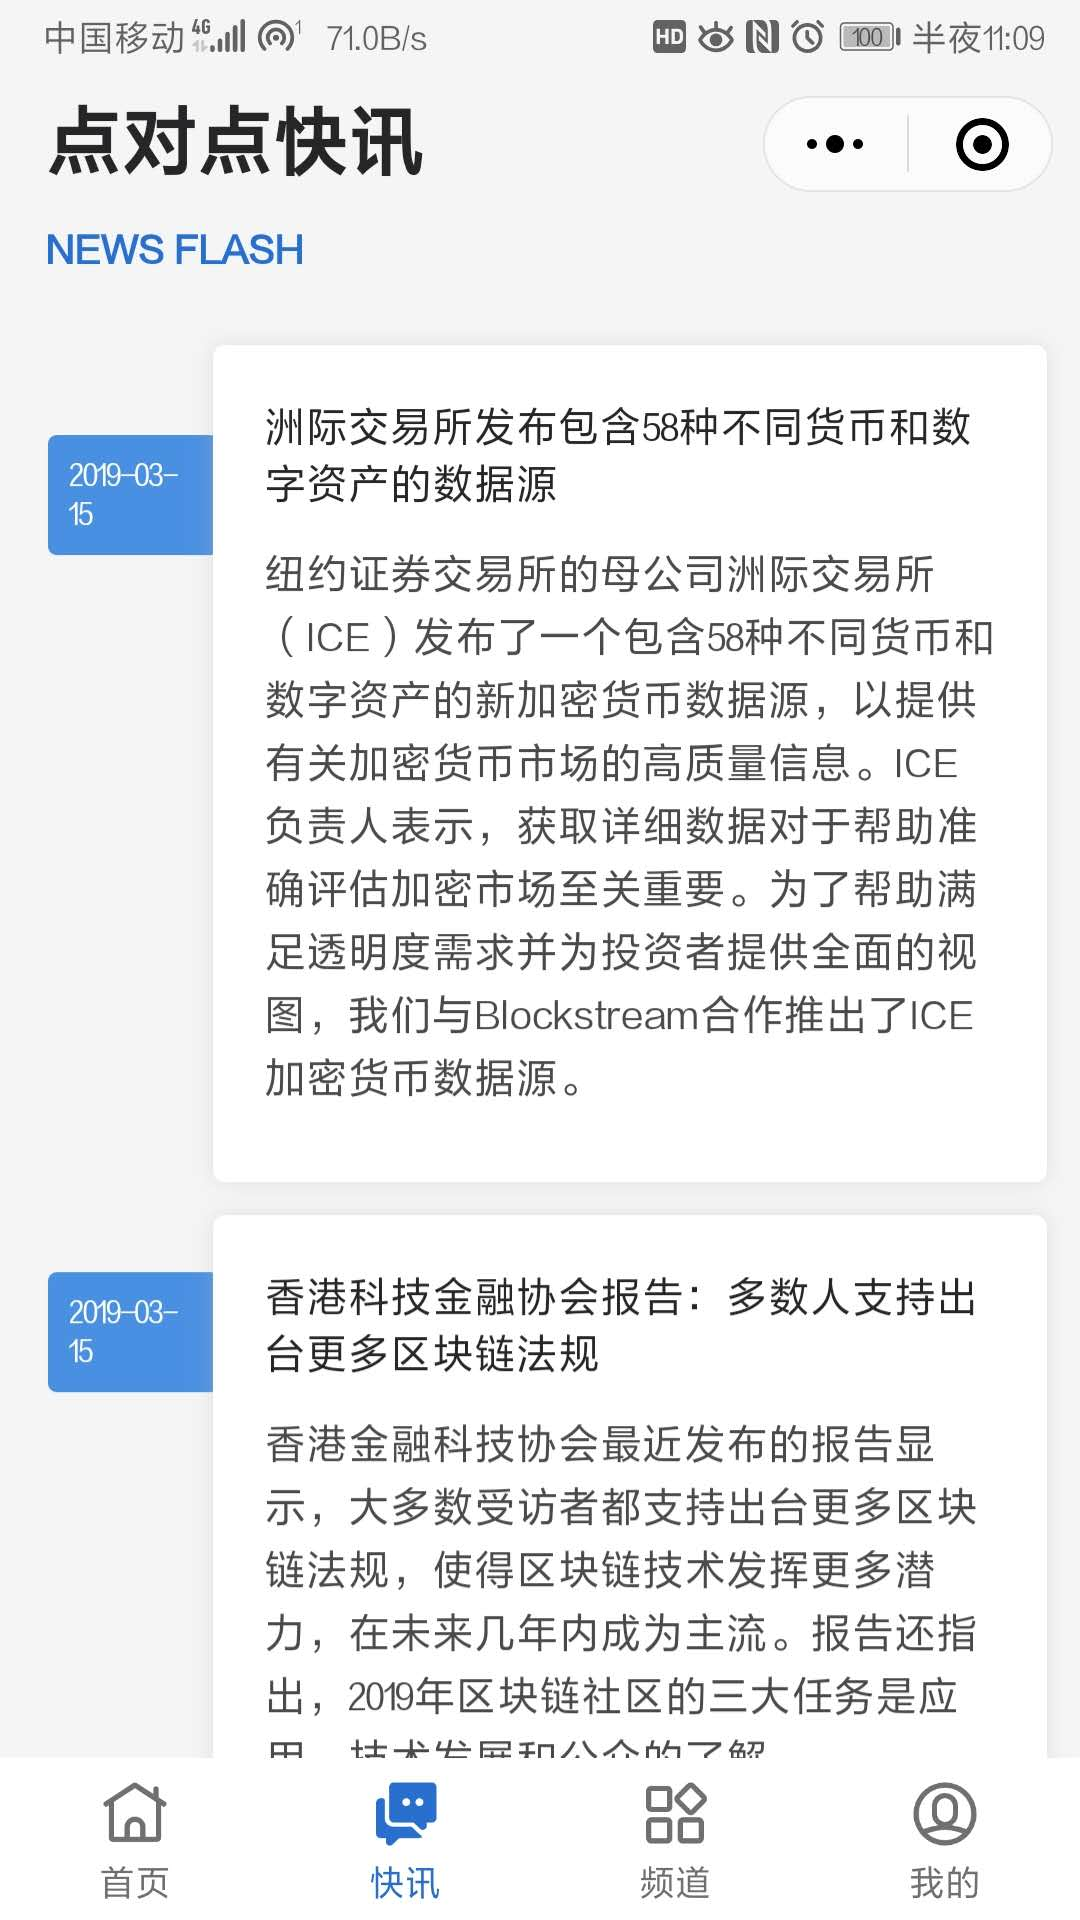 中国移动 4G 1 71.0B/s HD 100 半夜11:09
点对点快讯
NEWS FLASH
2019-03-
15
洲际交易所发布包含58种不同货币和数
字资产的数据源
纽约证券交易所的母公司洲际交易所
（ICE）发布了一个包含58种不同货币和
数字资产的新加密货币数据源，以提供
有关加密货币市场的高质量信息。ICE
负责人表示，获取详细数据对于帮助准
确评估加密市场至关重要。为了帮助满
足透明度需求并为投资者提供全面的视
图，我们与Blockstream合作推出了ICE
加密货币数据源。
2019-03-
15
香港科技金融协会报告：多数人支持出
台更多区块链法规
香港金融科技协会最近发布的报告显
示，大多数受访者都支持出台更多区块
链法规，使得区块链技术发挥更多潜
力，在未来几年内成为主流。报告还指
出，2019年区块链社区的三大任务是应
用、技术发展和公众的了解
首页
快讯
频道
我的